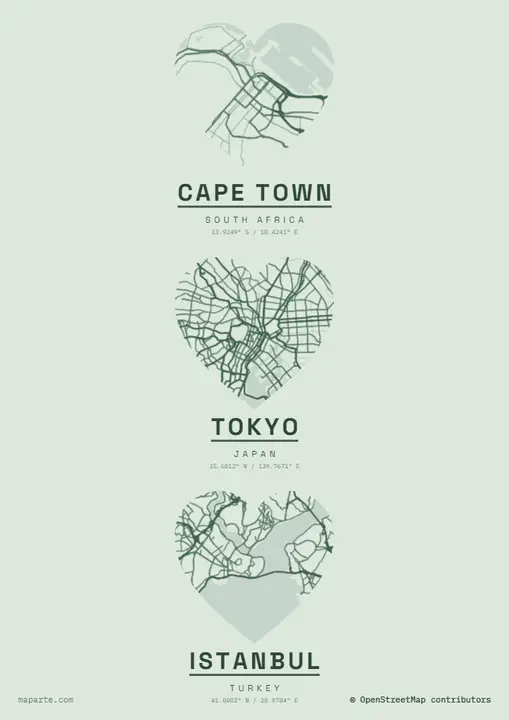 CAPE TOWN
SOUTH AFRICA
33.9249° S / 18.4241° E
TOKYO
JAPAN
35.6812° N / 139.7671° E
ISTANBUL
TURKEY
41.0082° N / 28.9784° E
maparte.com
© OpenStreetMap contributors